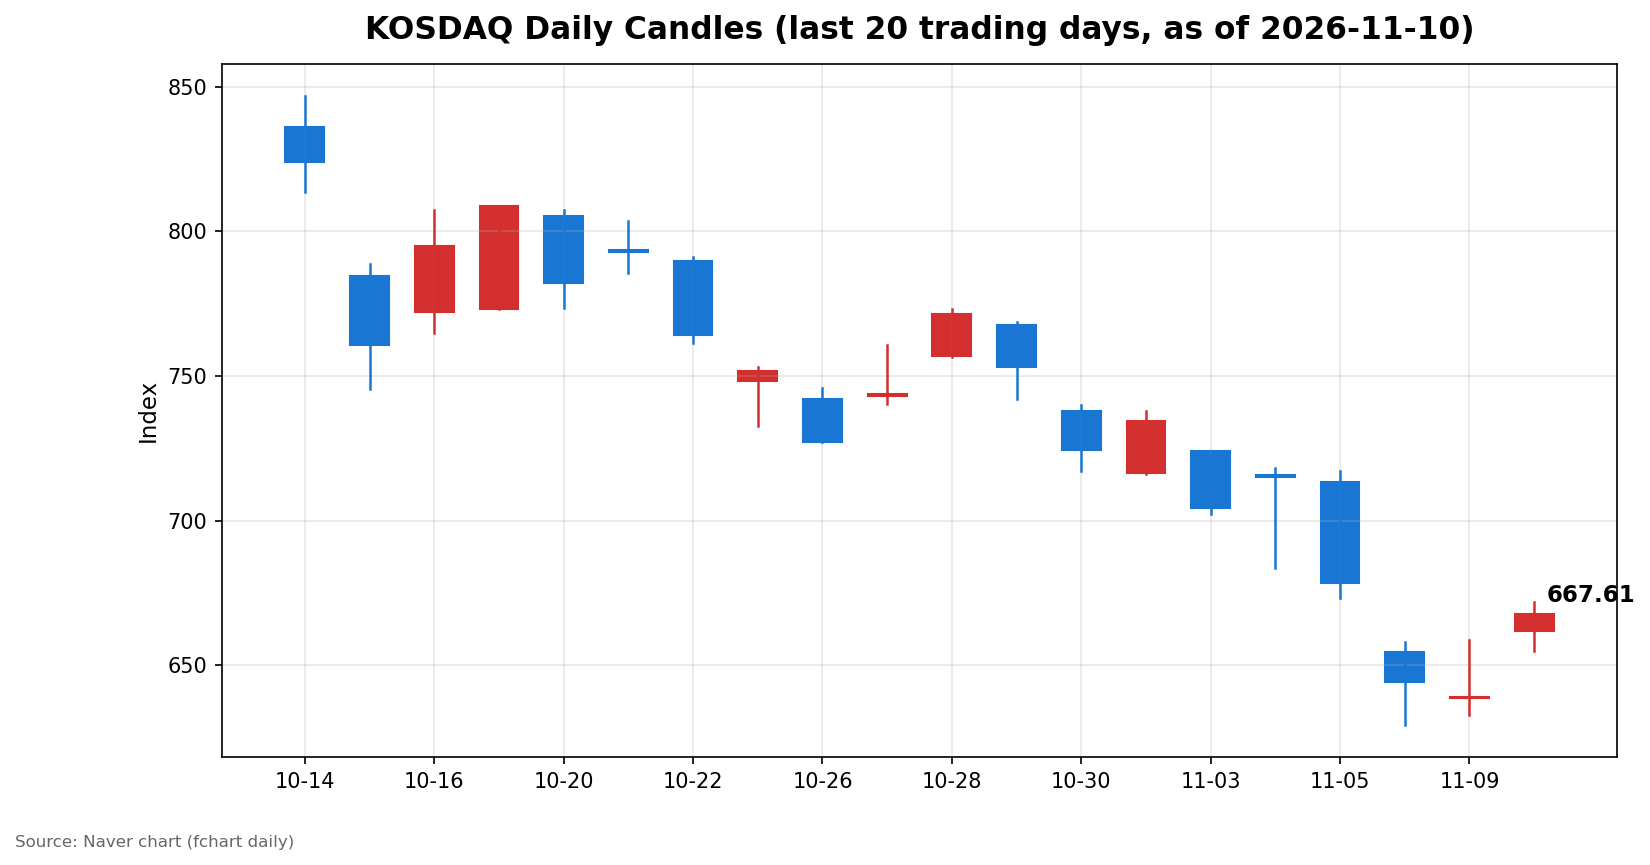 KOSDAQ Daily Candles (last 20 trading days, as of 2026-11-10)
850
800
750
700
650
Index
667.61
10-14 10-16 10-20 10-22 10-26 10-28 10-30 11-03 11-05 11-09
Source: Naver chart (fchart daily)